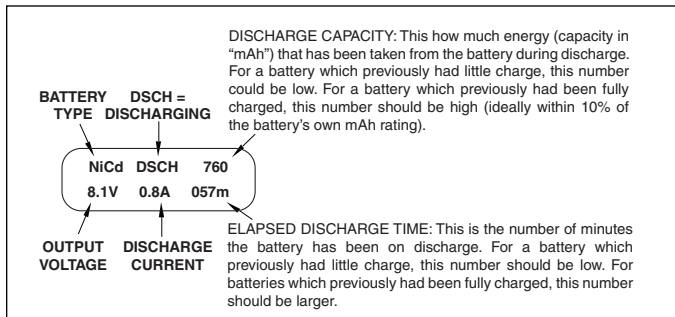 DISCHARGE CAPACITY: This how much energy (capacity in
“mAh”) that has been taken from the battery during discharge.
For a battery which previously had little charge, this number
could be low. For a battery which previously had been fully
charged, this number should be high (ideally within 10% of
the battery’s own mAh rating).
BATTERY TYPE
DSCH = DISCHARGING
NiCd DSCH 760
8.1V 0.8A 057m
OUTPUT VOLTAGE
DISCHARGE CURRENT
ELAPSED DISCHARGE TIME: This is the number of minutes
the battery has been on discharge. For a battery which
previously had little charge, this number should be low. For
batteries which previously had been fully charged, this number
should be larger.